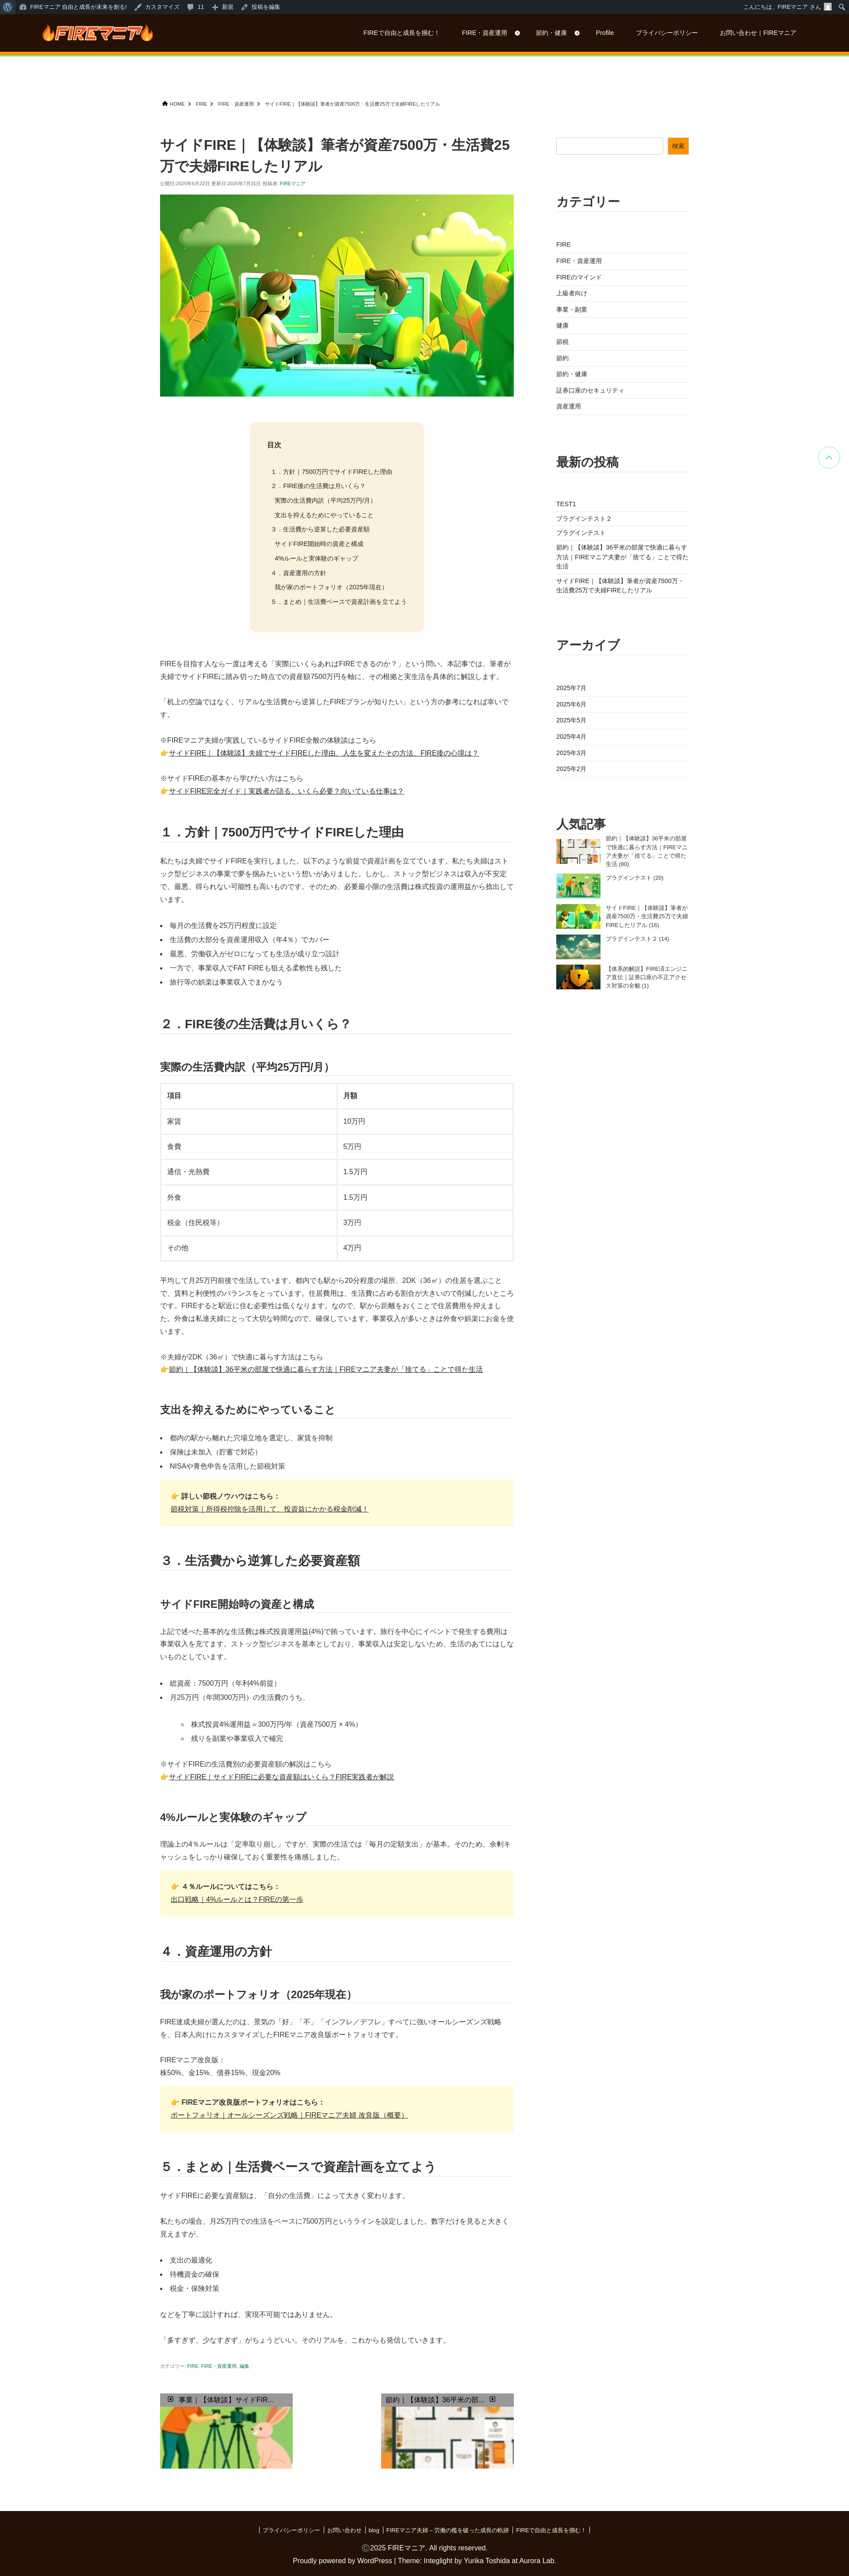 FIREマニア 自由と成長が未来を創る! カスタマイズ 11 新規 投稿を編集 こんにちは、FIREマニア さん
FIREマニア
FIREで自由と成長を掴む！ FIRE・資産運用 節約・健康 Profile プライバシーポリシー お問い合わせ｜FIREマニア
HOME FIRE FIRE・資産運用 サイドFIRE｜【体験談】筆者が資産7500万・生活費25万で夫婦FIREしたリアル
サイドFIRE｜【体験談】筆者が資産7500万・生活費25
万で夫婦FIREしたリアル
公開日:2025年6月22日 更新日:2025年7月31日 投稿者: FIREマニア
目次
１．方針｜7500万円でサイドFIREした理由
２．FIRE後の生活費は月いくら？
実際の生活費内訳（平均25万円/月）
支出を抑えるためにやっていること
３．生活費から逆算した必要資産額
サイドFIRE開始時の資産と構成
4%ルールと実体験のギャップ
４．資産運用の方針
我が家のポートフォリオ（2025年現在）
５．まとめ｜生活費ベースで資産計画を立てよう
FIREを目指す人なら一度は考える「実際にいくらあればFIREできるのか？」という問い。本記事では、筆者が
夫婦でサイドFIREに踏み切った時点での資産額7500万円を軸に、その根拠と実生活を具体的に解説します。
「机上の空論ではなく、リアルな生活費から逆算したFIREプランが知りたい」という方の参考になれば幸いで
す。
※FIREマニア夫婦が実践しているサイドFIRE全般の体験談はこちら
👉サイドFIRE｜【体験談】夫婦でサイドFIREした理由、人生を変えたその方法、FIRE後の心境は？
※サイドFIREの基本から学びたい方はこちら
👉サイドFIRE完全ガイド｜実践者が語る、いくら必要？向いている仕事は？
１．方針｜7500万円でサイドFIREした理由
私たちは夫婦でサイドFIREを実行しました。以下のような前提で資産計画を立てています。私たち夫婦はスト
ック型ビジネスの事業で夢を掴みたいという想いがありました。しかし、ストック型ビジネスは収入が不安定
で、最悪、得られない可能性も高いものです。そのため、必要最小限の生活費は株式投資の運用益から捻出して
います。
• 毎月の生活費を25万円程度に設定
• 生活費の大部分を資産運用収入（年4％）でカバー
• 最悪、労働収入がゼロになっても生活が成り立つ設計
• 一方で、事業収入でFAT FIREも狙える柔軟性も残した
• 旅行等の娯楽は事業収入でまかなう
２．FIRE後の生活費は月いくら？
実際の生活費内訳（平均25万円/月）
項目 月額
家賃 10万円
食費 5万円
通信・光熱費 1.5万円
外食 1.5万円
税金（住民税等） 3万円
その他 4万円
平均して月25万円前後で生活しています。都内でも駅から20分程度の場所、2DK（36㎡）の住居を選ぶこと
で、賃料と利便性のバランスをとっています。住居費用は、生活費に占める割合が大きいので削減したいところ
です。FIREすると駅近に住む必要性は低くなります。なので、駅から距離をおくことで住居費用を抑えまし
た。外食は私達夫婦にとって大切な時間なので、確保しています。事業収入が多いときは外食や娯楽にお金を使
います。
※夫婦が2DK（36㎡）で快適に暮らす方法はこちら
👉節約｜【体験談】36平米の部屋で快適に暮らす方法｜FIREマニア夫妻が「捨てる」ことで得た生活
支出を抑えるためにやっていること
• 都内の駅から離れた穴場立地を選定し、家賃を抑制
• 保険は未加入（貯蓄で対応）
• NISAや青色申告を活用した節税対策
👉 詳しい節税ノウハウはこちら：
節税対策｜所得税控除を活用して、投資益にかかる税金削減！
３．生活費から逆算した必要資産額
サイドFIRE開始時の資産と構成
上記で述べた基本的な生活費は株式投資運用益(4%)で賄っています。旅行を中心にイベントで発生する費用は
事業収入を充てます。ストック型ビジネスを基本としており、事業収入は安定しないため、生活のあてにはしな
いものとしています。
• 総資産：7500万円（年利4%前提）
• 月25万円（年間300万円）の生活費のうち、
◦ 株式投資4%運用益＝300万円/年（資産7500万 × 4%）
◦ 残りを副業や事業収入で補完
※サイドFIREの生活費別の必要資産額の解説はこちら
👉サイドFIRE｜サイドFIREに必要な資産額はいくら？FIRE実践者が解説
4%ルールと実体験のギャップ
理論上の4％ルールは「定率取り崩し」ですが、実際の生活では「毎月の定額支出」が基本。そのため、余剰キ
ャッシュをしっかり確保しておく重要性を痛感しました。
👉 ４％ルールについてはこちら：
出口戦略｜4%ルールとは？FIREの第一歩
４．資産運用の方針
我が家のポートフォリオ（2025年現在）
FIRE達成夫婦が選んだのは、景気の「好」「不」「インフレ／デフレ」すべてに強いオールシーズンズ戦略
を、日本人向けにカスタマイズしたFIREマニア改良版ポートフォリオです。
FIREマニア改良版：
株50%、金15%、債券15%、現金20%
👉 FIREマニア改良版ポートフォリオはこちら：
ポートフォリオ｜オールシーズンズ戦略｜FIREマニア夫婦 改良版（概要）
５．まとめ｜生活費ベースで資産計画を立てよう
サイドFIREに必要な資産額は、「自分の生活費」によって大きく変わります。
私たちの場合、月25万円での生活をベースに7500万円というラインを設定しました。数字だけを見ると大きく
見えますが、
• 支出の最適化
• 待機資金の確保
• 税金・保険対策
などを丁寧に設計すれば、実現不可能ではありません。
「多すぎず、少なすぎず」がちょうどいい。そのリアルを、これからも発信していきます。
カテゴリー: FIRE, FIRE・資産運用, 編集
事業｜【体験談】サイドFIR...
節約｜【体験談】36平米の部...
検索
カテゴリー
FIRE
FIRE・資産運用
FIREのマインド
上級者向け
事業・副業
健康
節税
節約
節約・健康
証券口座のセキュリティ
資産運用
最新の投稿
TEST1
プラグインテスト２
プラグインテスト
節約｜【体験談】36平米の部屋で快適に暮らす
方法｜FIREマニア夫妻が「捨てる」ことで得た
生活
サイドFIRE｜【体験談】筆者が資産7500万・
生活費25万で夫婦FIREしたリアル
アーカイブ
2025年7月
2025年6月
2025年5月
2025年4月
2025年3月
2025年2月
人気記事
節約｜【体験談】36平米の部屋
で快適に暮らす方法｜FIREマニ
ア夫妻が「捨てる」ことで得た
生活 (80)
プラグインテスト (20)
サイドFIRE｜【体験談】筆者が
資産7500万・生活費25万で夫婦
FIREしたリアル (16)
プラグインテスト２ (14)
【体系的解説】FIRE済エンジニ
ア直伝｜証券口座の不正アクセ
ス対策の全貌 (1)
プライバシーポリシー お問い合わせ blog FIREマニア夫婦 – 労働の檻を破った成長の軌跡 FIREで自由と成長を掴む！
©2025 FIREマニア. All rights reserved.
Proudly powered by WordPress | Theme: Integlight by Yurika Toshida at Aurora Lab.